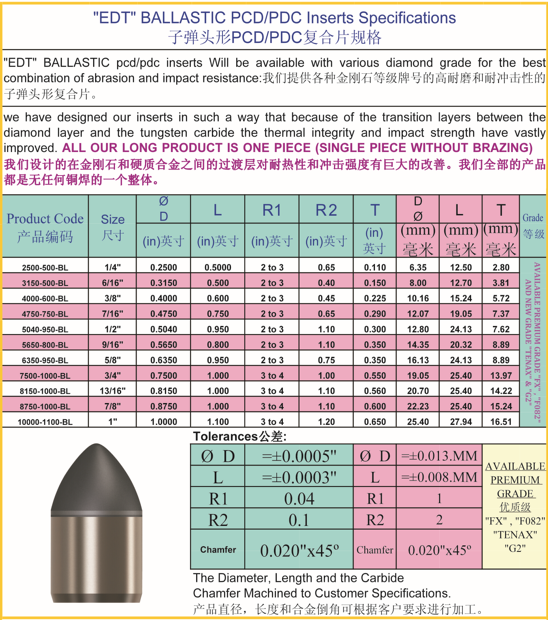 "EDT" BALLASTIC PCD/PDC Inserts Specifications
子弹头形PCD/PDC复合片规格
"EDT" BALLASTIC pcd/pdc inserts Will be available with various diamond grade for the best
combination of abrasion and impact resistance:我们提供各种金刚石等级牌号的高耐磨和耐冲击性的
子弹头形复合片。
we have designed our inserts in such a way that because of the transition layers between the
diamond layer and the tungsten carbide the thermal integrity and impact strength have vastly
improved. ALL OUR LONG PRODUCT IS ONE PIECE (SINGLE PIECE WITHOUT BRAZING)
我们设计的在金刚石和硬质合金之间的过渡层对耐热性和冲击强度有巨大的改善。我们全部的产品
都是无任何铜焊的一个整体。
Product Code 产品编码 Size 尺寸 Ø D (in)英寸 L (in)英寸 R1 (in)英寸 R2 (in)英寸 T (in) 英寸 D Ø (mm) 毫米 L (mm) 毫米 T (mm) 毫米 Grade 等级
2500-500-BL 1/4" 0.2500 0.5000 2 to 3 0.65 0.110 6.35 12.50 2.80
3150-500-BL 6/16" 0.3150 0.500 2 to 3 0.40 0.150 8.00 12.70 3.81
4000-600-BL 3/8" 0.4000 0.600 2 to 3 0.45 0.225 10.16 15.24 5.72
4750-750-BL 7/16" 0.4750 0.750 2 to 3 0.65 0.290 12.07 19.05 7.37
5040-950-BL 1/2" 0.5040 0.950 2 to 3 1.10 0.300 12.80 24.13 7.62
5650-800-BL 9/16" 0.5650 0.800 2 to 3 1.10 0.350 14.35 20.32 8.89
6350-950-BL 5/8" 0.6350 0.950 2 to 3 0.75 0.350 16.13 24.13 8.89
7500-1000-BL 3/4" 0.7500 1.000 3 to 4 1.00 0.550 19.05 25.40 13.97
8150-1000-BL 13/16" 0.8150 1.000 3 to 4 1.10 0.560 20.70 25.40 14.22
8750-1000-BL 7/8" 0.8750 1.000 3 to 4 1.10 0.600 22.23 25.40 15.24
10000-1100-BL 1" 1.0000 1.100 3 to 4 1.20 0.650 25.40 27.94 16.51
AVAILABLE PREMIUM GRADE "FX" , "F082"
AND NEW GRADE "TENAX" & "G2"
Tolerances公差:
Ø D =±0.0005" Ø D =±0.013.MM
L =±0.0003" L =±0.008.MM
R1 0.04 R1 1
R2 0.1 R2 2
Chamfer 0.020"x45º Chamfer 0.020"x45º
AVAILABLE
PREMIUM
GRADE
优质级
"FX" , "F082"
"TENAX"
"G2"
The Diameter, Length and the Carbide
Chamfer Machined to Customer Specifications.
产品直径，长度和合金倒角可根据客户要求进行加工。